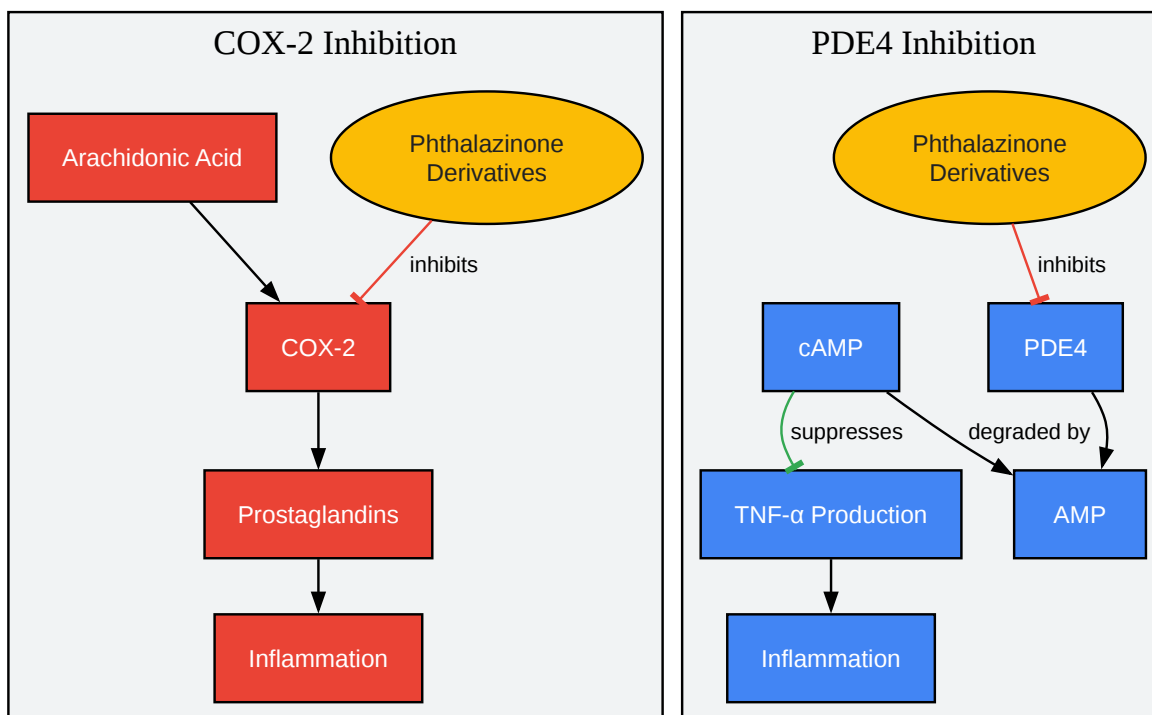 COX-2 Inhibition
Arachidonic Acid
Phthalazinone
Derivatives
inhibits
COX-2
Prostaglandins
Inflammation
PDE4 Inhibition
Phthalazinone
Derivatives
inhibits
cAMP
PDE4
suppresses
degraded by
TNF-α Production
AMP
Inflammation